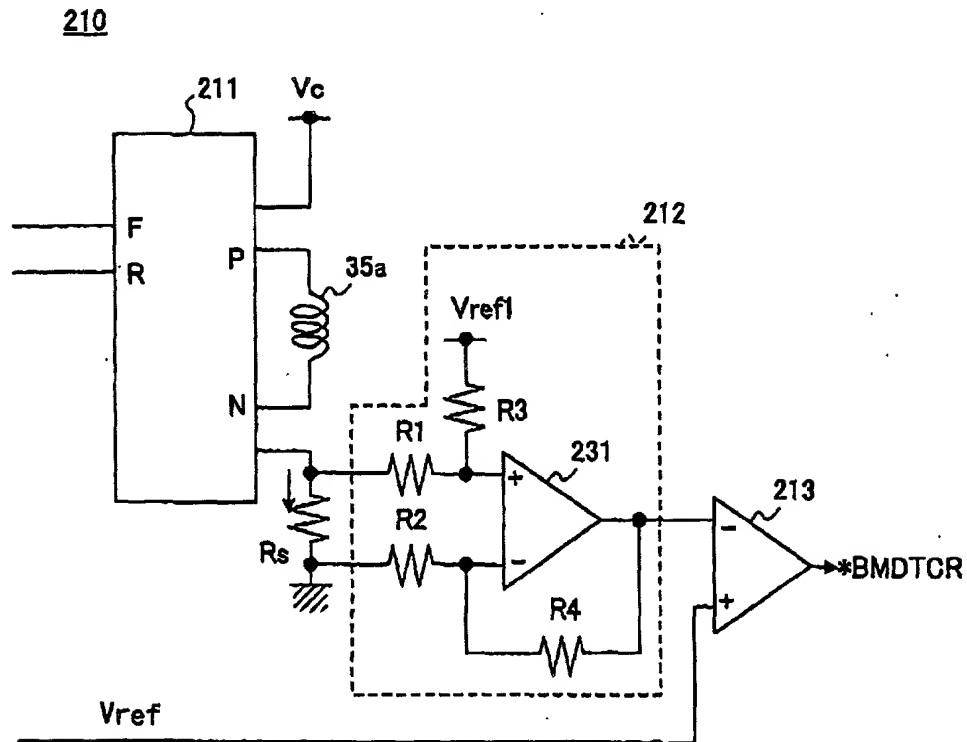 210
211
Vc
F
R
P
N
35a
212
Vref1
R3
R1
231
R2
Rs
R4
213
*BMDTCR
Vref